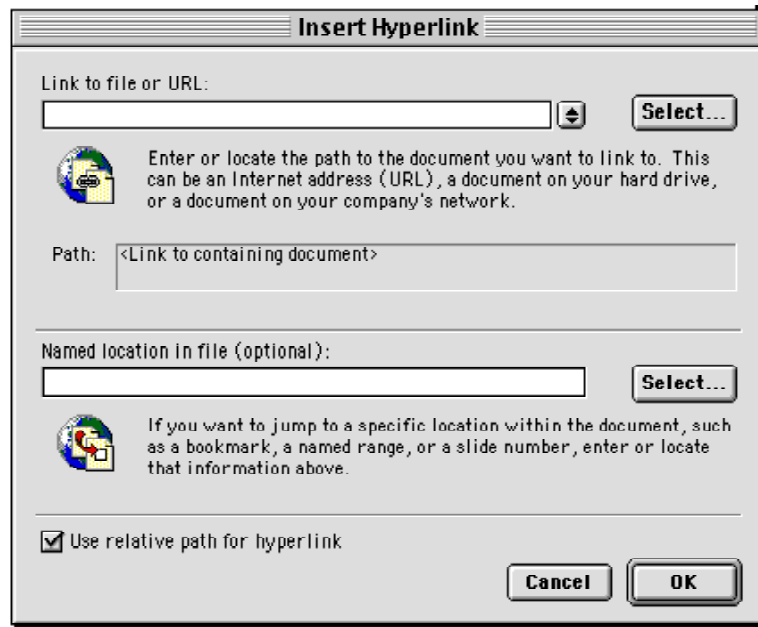 Insert Hyperlink
Link to file or URL:
Select...
Enter or locate the path to the document you want to link to. This
can be an Internet address (URL), a document on your hard drive,
or a document on your company's network.
Path: <Link to containing document>
Named location in file (optional):
Select...
If you want to jump to a specific location within the document, such
as a bookmark, a named range, or a slide number, enter or locate
that information above.
Use relative path for hyperlink
Cancel OK